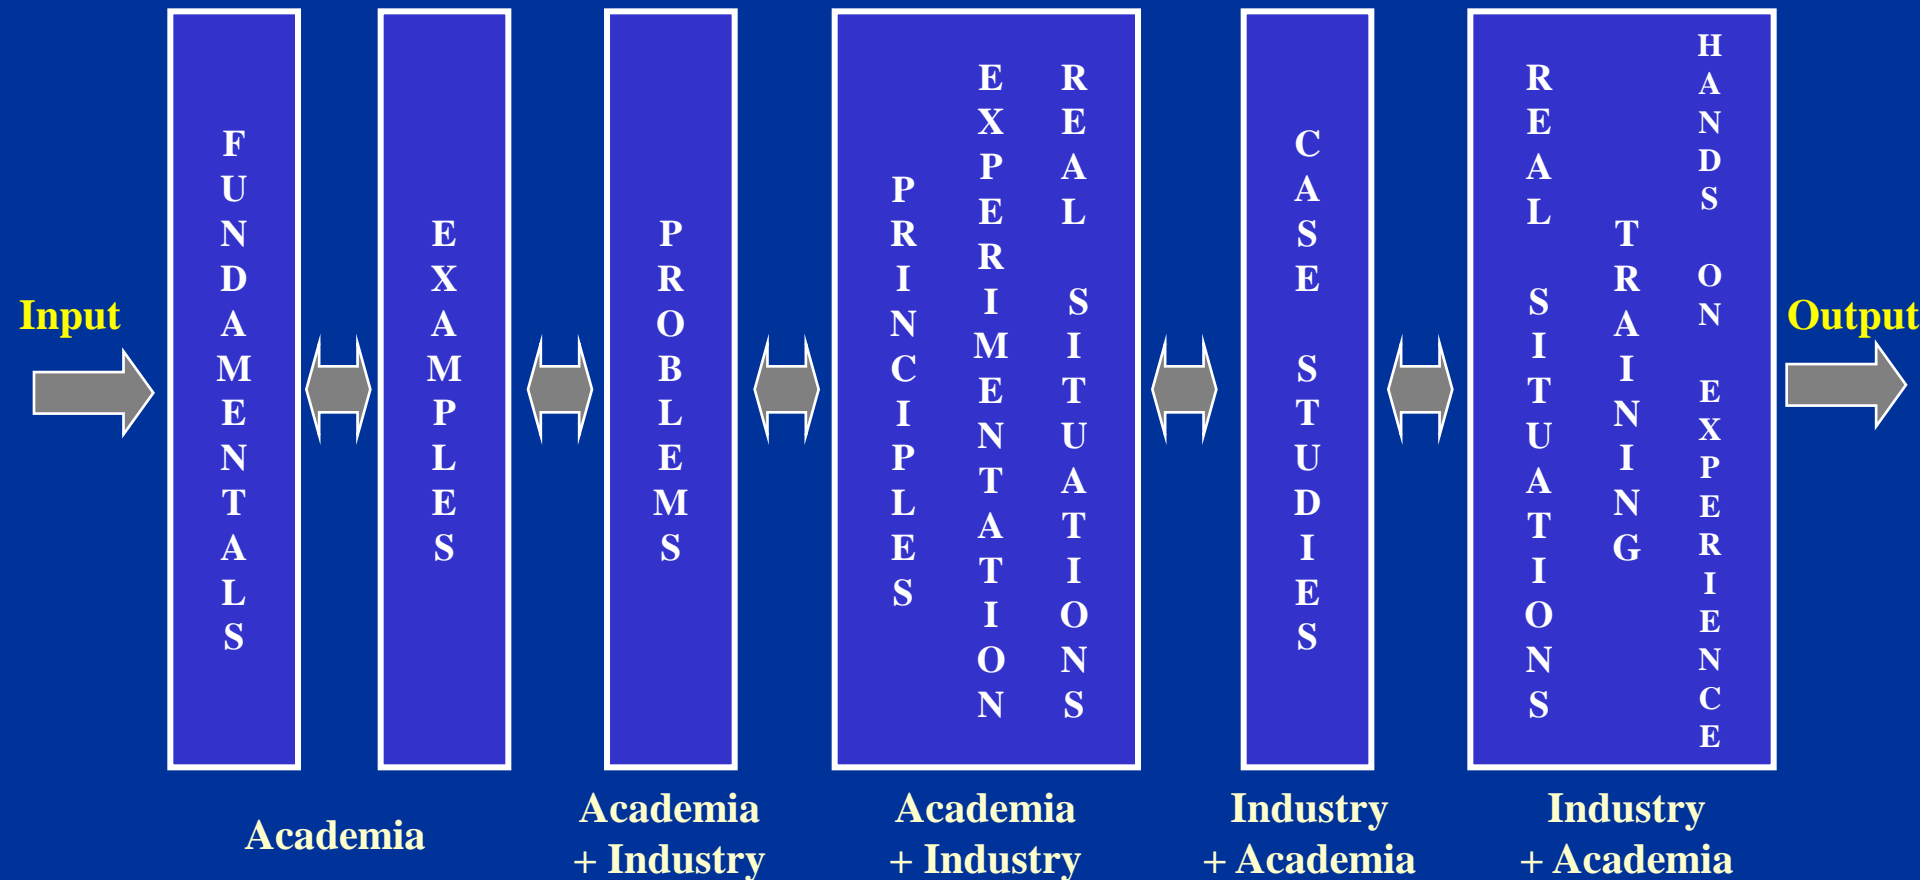 Input
FUNDAMENTALS
EXAMPLES
PROBLEMS
PRINCIPLES
EXPERIMENTATION
REAL SITUATIONS
CASE STUDIES
REAL SITUATIONS
TRAINING
HANDS ON EXPERIENCE
Output
Academia
Academia
+ Industry
Academia
+ Industry
Industry
+ Academia
Industry
+ Academia